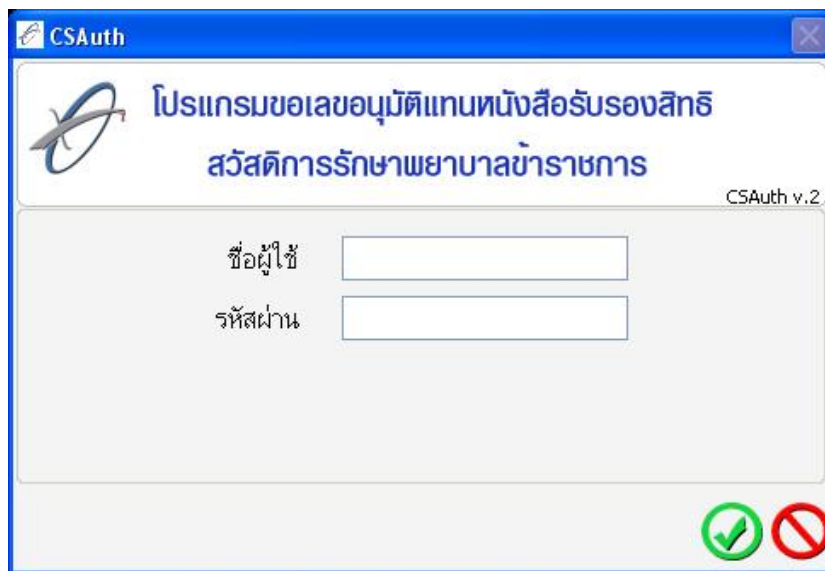 CSAuth
โปรแกรมขอเลขอนุมัติแทนหนังสือรับรองสิทธิ
สวัสดิการรักษาพยาบาลข้าราชการ
CSAuth v.2
ชื่อผู้ใช้
รหัสผ่าน